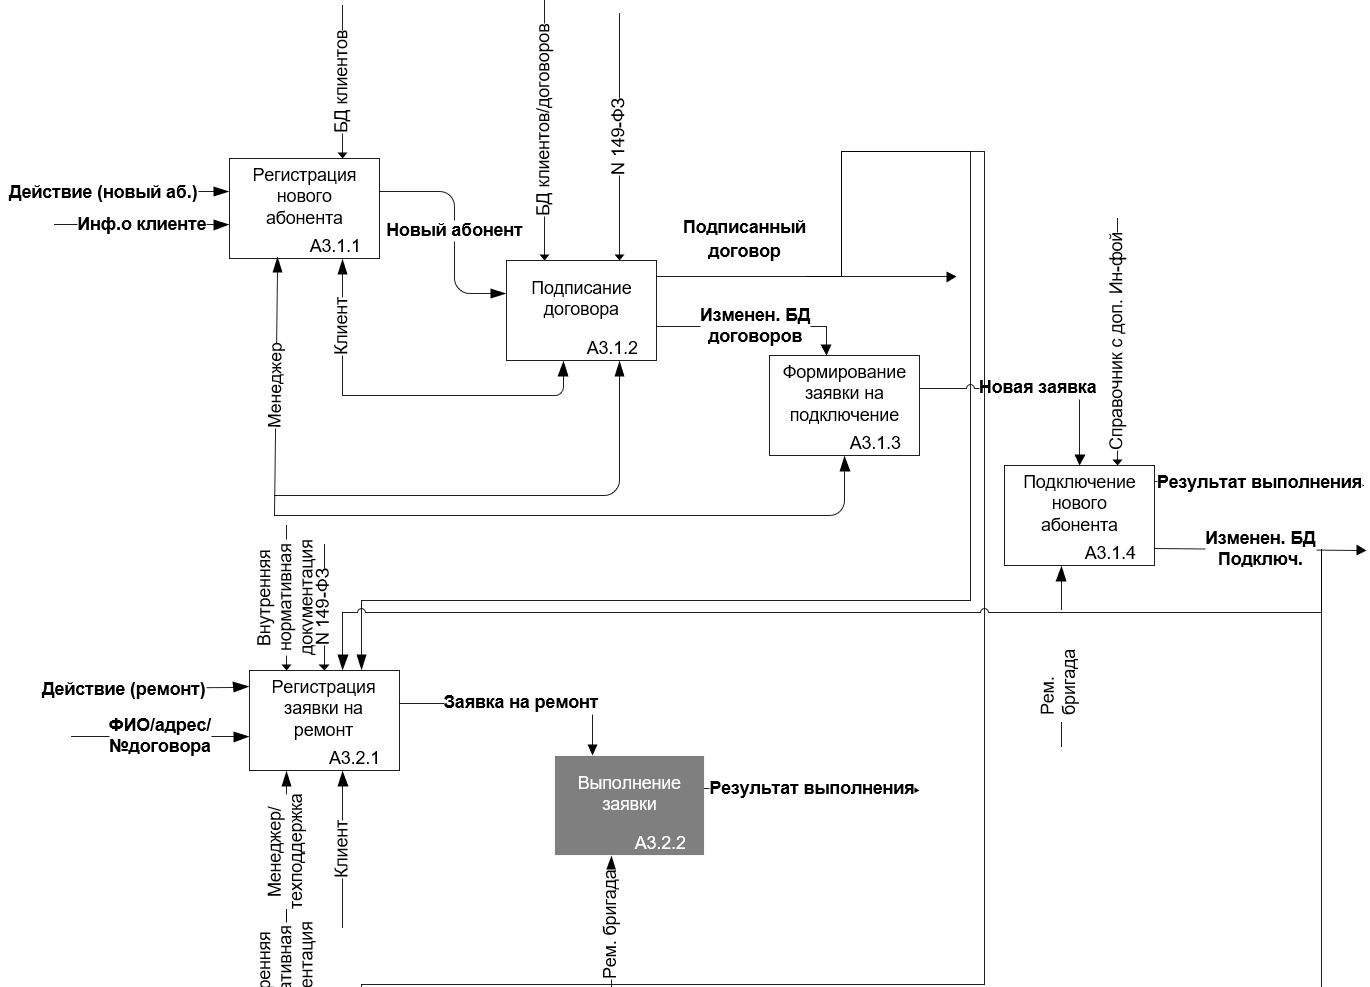 БД клиентов
БД клиентов/договоров
N 149-ФЗ
Действие (новый аб.)
Инф.о клиенте
Регистрация
нового
абонента
А3.1.1
Новый абонент
Подписание
договора
А3.1.2
Подписанный
договор
Изменен. БД
договоров
Клиент
Менеджер
Формирование
заявки на
подключение
А3.1.3
Новая заявка
Справочник с доп. Ин-фой
Подключение
нового
абонента
А3.1.4
Результат выполнения
Изменен. БД
Подключ.
Рем.
бригада
Внутренняя
нормативная
документация
N 149-ФЗ
Действие (ремонт)
ФИО/адрес/
№договора
Регистрация
заявки на
ремонт
А3.2.1
Заявка на ремонт
Выполнение
заявки
А3.2.2
Результат выполнения
Менеджер/
техподдержка
Клиент
Рем. бригада
ренняя
ативная
ентация